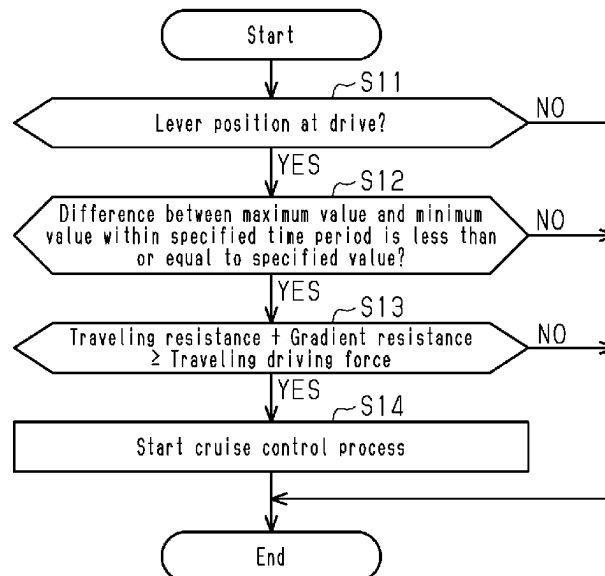 Start
S11
Lever position at drive?
NO
YES
S12
Difference between maximum value and minimum
value within specified time period is less than
or equal to specified value?
NO
YES
S13
Traveling resistance + Gradient resistance
≥ Traveling driving force
NO
YES
S14
Start cruise control process
End